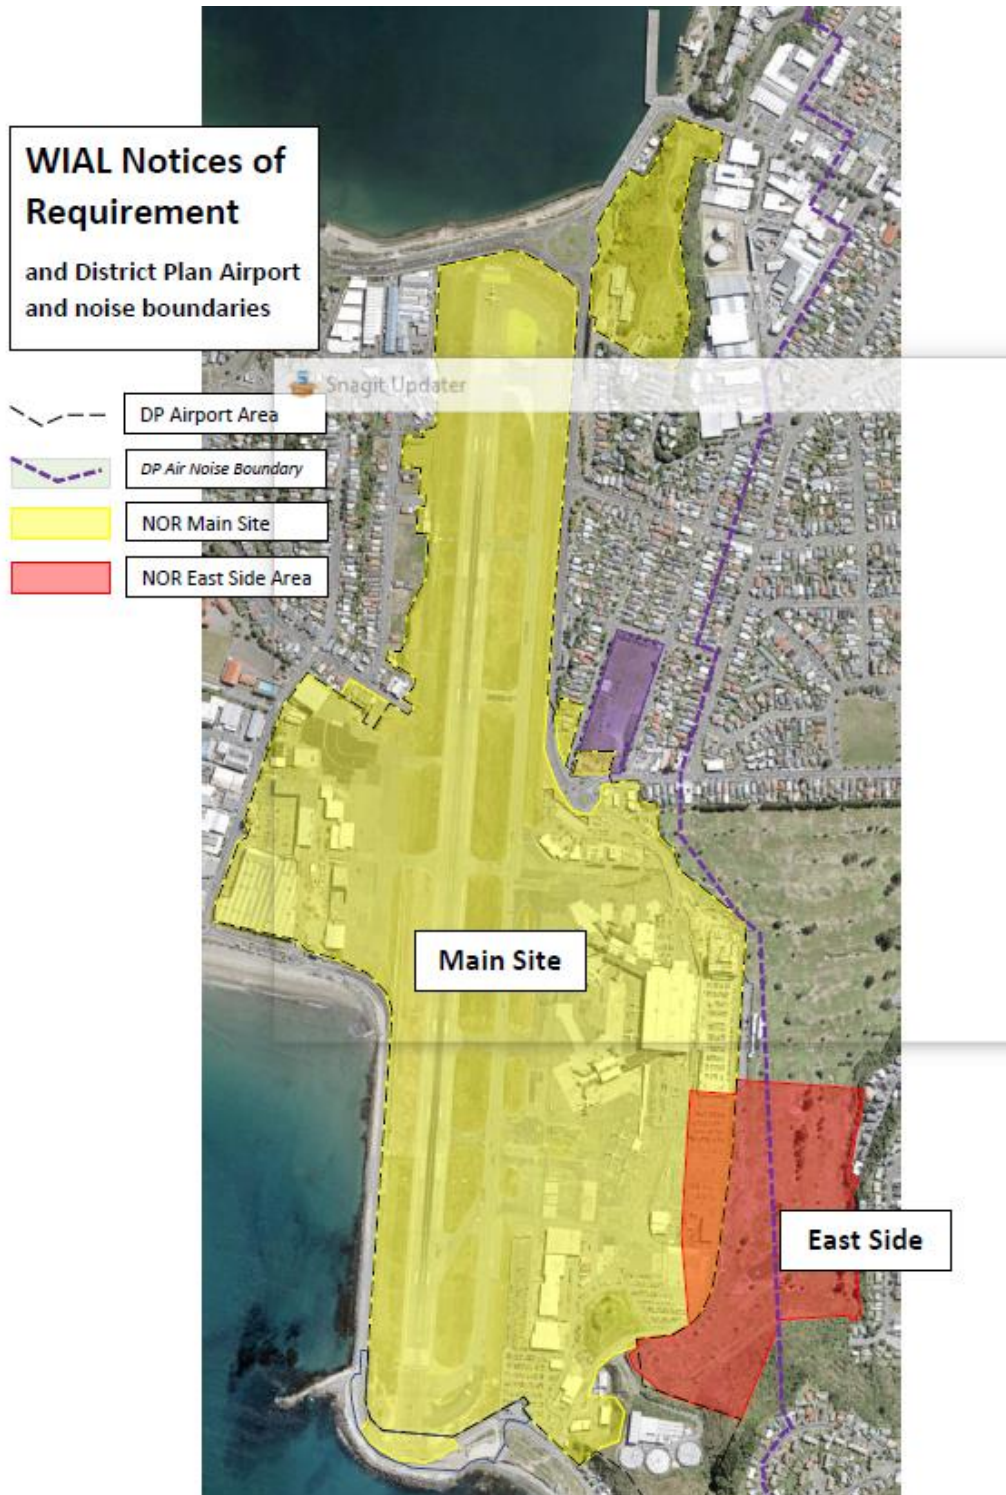 WIAL Notices of
Requirement
and District Plan Airport
and noise boundaries
Snagit Updater
DP Airport Area
DP Air Noise Boundary
NOR Main Site
NOR East Side Area
Main Site
East Side